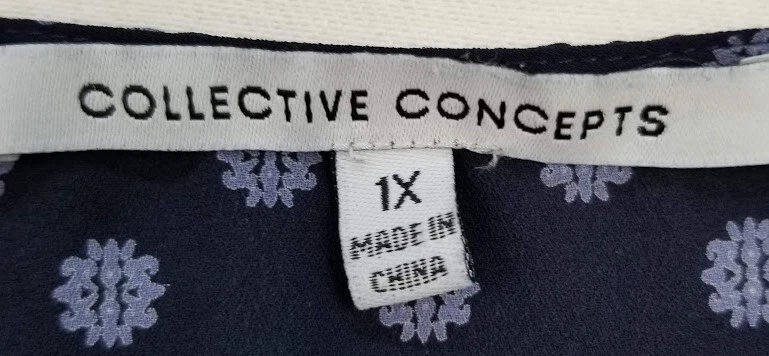 COLLECTIVE CONCEPTS
1X
MADE IN
CHINA